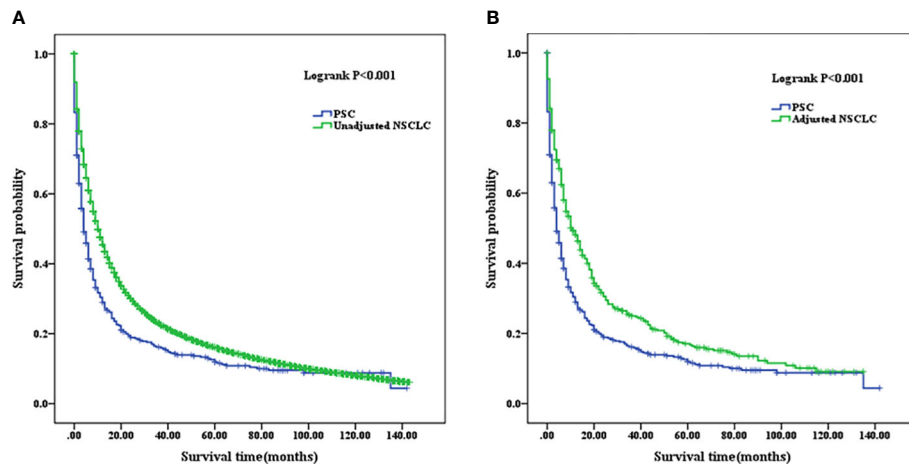 A
Logrank P<0.001
PSC
Unadjusted NSCLC
Survival probability
1.0
0.8
0.6
0.4
0.2
0.0
.00 20.00 40.00 60.00 80.00 100.00 120.00 140.00
Survival time(months)
B
Logrank P<0.001
PSC
Adjusted NSCLC
Survival probability
1.0
0.8
0.6
0.4
0.2
0.0
.00 20.00 40.00 60.00 80.00 100.00 120.00 140.00
Survival time(months)